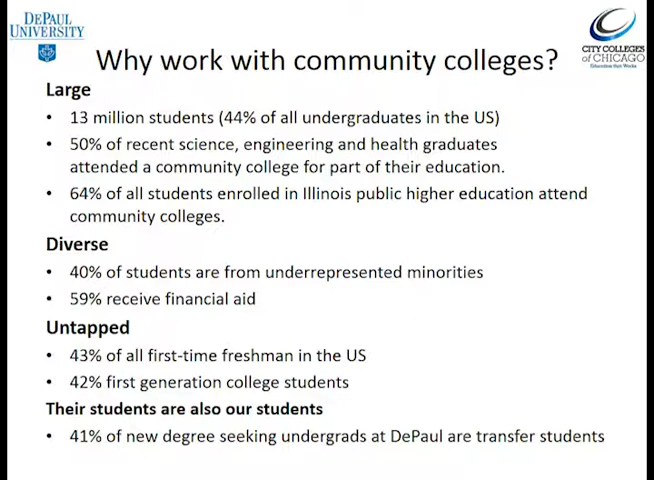 DEPAUL
UNIVERSITY
CITY COLLEGES
of CHICAGO
Education that Works
Why work with community colleges?
Large
• 13 million students (44% of all undergraduates in the US)
• 50% of recent science, engineering and health graduates
attended a community college for part of their education.
• 64% of all students enrolled in Illinois public higher education attend
community colleges.
Diverse
• 40% of students are from underrepresented minorities
• 59% receive financial aid
Untapped
• 43% of all first-time freshman in the US
• 42% first generation college students
Their students are also our students
• 41% of new degree seeking undergrads at DePaul are transfer students